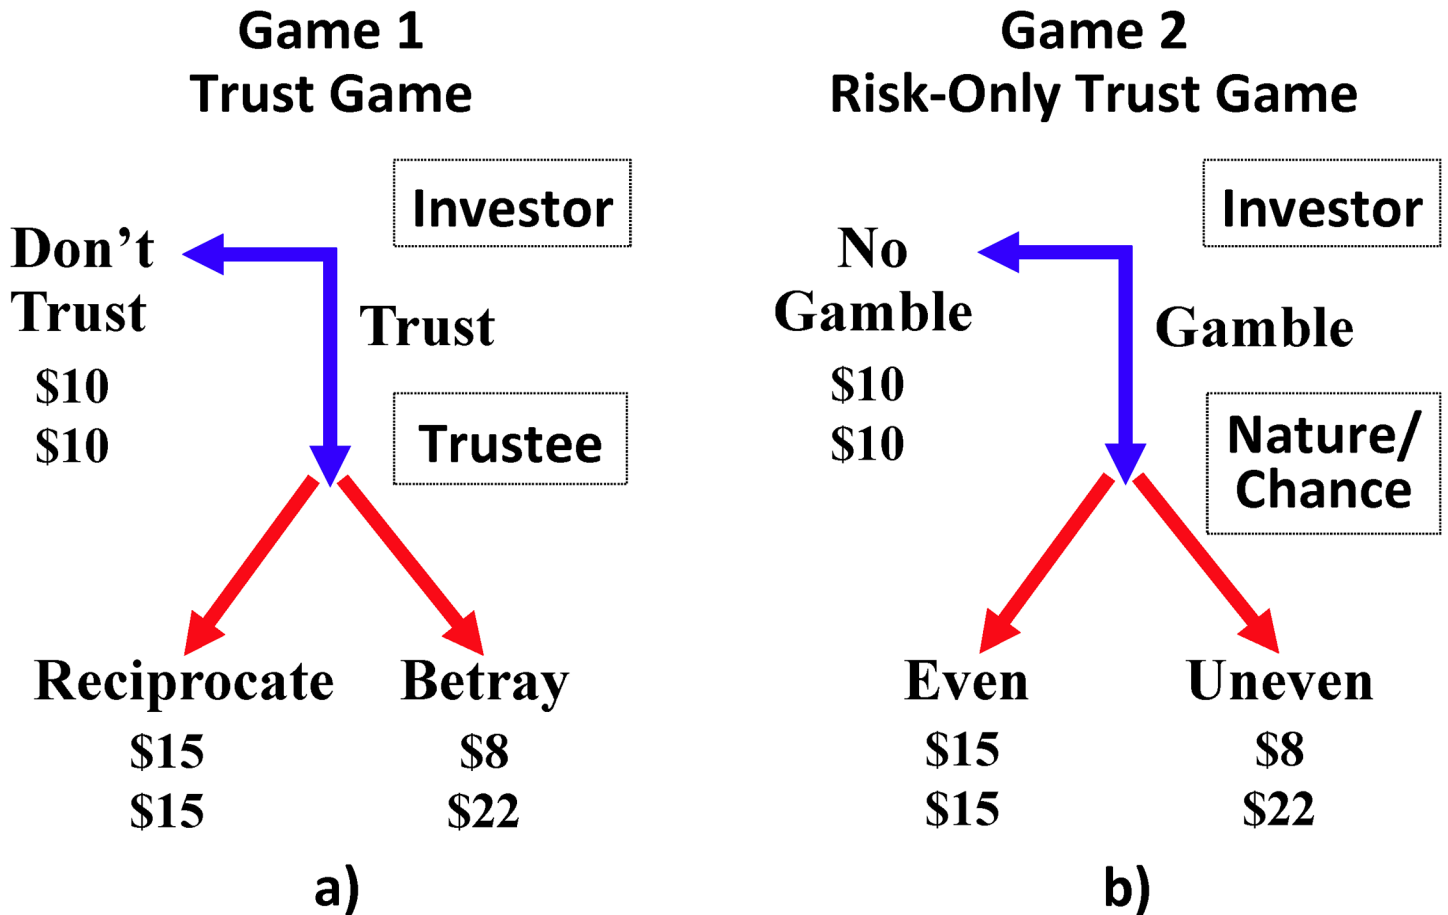 Game 1
Trust Game
Investor
Don’t
Trust
Trust
$10
$10
Trustee
Reciprocate
Betray
$15
$8
$15
$22
a)
Game 2
Risk-Only Trust Game
Investor
No
Gamble
Gamble
$10
$10
Nature/
Chance
Even
Uneven
$15
$8
$15
$22
b)